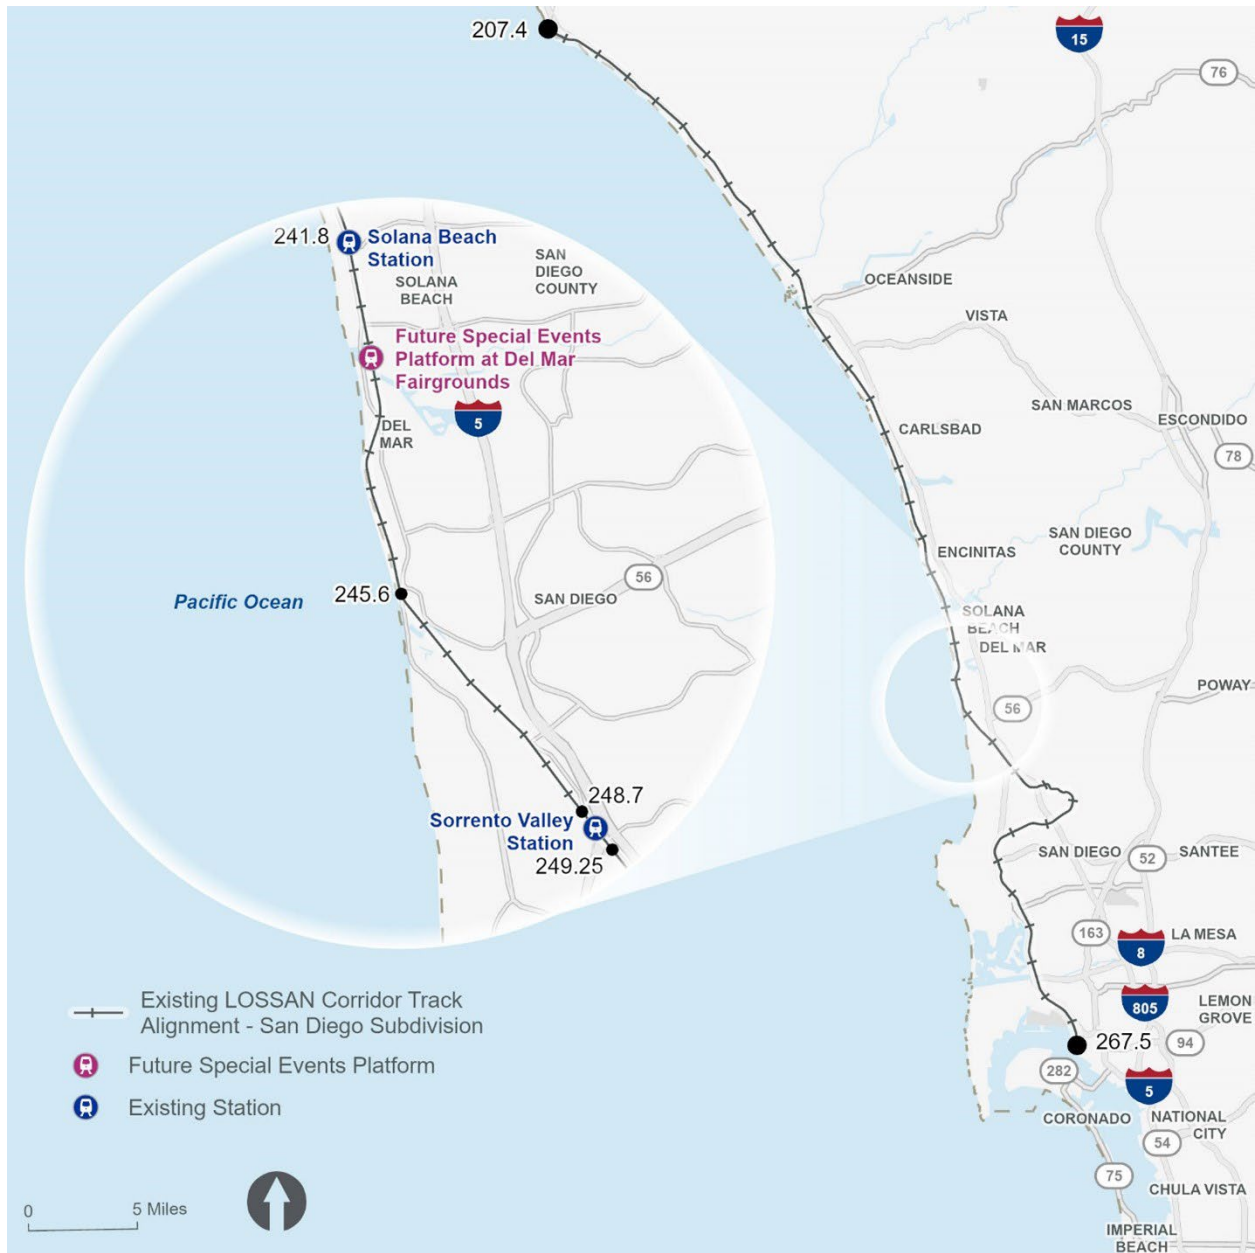 207.4
15
76
241.8
Solana Beach
Station
SOLANA
BEACH
SAN
DIEGO
COUNTY
Future Special Events
Platform at Del Mar
Fairgrounds
5
DEL
MAR
Pacific Ocean
245.6
56
SAN DIEGO
248.7
Sorrento Valley
Station
249.25
OCEANSIDE
VISTA
SAN MARCOS
ESCONDIDO
CARLSBAD
78
ENCINITAS
SAN DIEGO
COUNTY
SOLANA
BEACH
DEL MAR
POWAY
56
SAN DIEGO
52
SANTEE
163
8
LA MESA
805
LEMON
GROVE
267.5
94
282
5
CORONADO
NATIONAL
CITY
54
75
CHULA VISTA
IMPERIAL
BEACH
Existing LOSSAN Corridor Track
Alignment - San Diego Subdivision
Future Special Events Platform
Existing Station
0
5 Miles